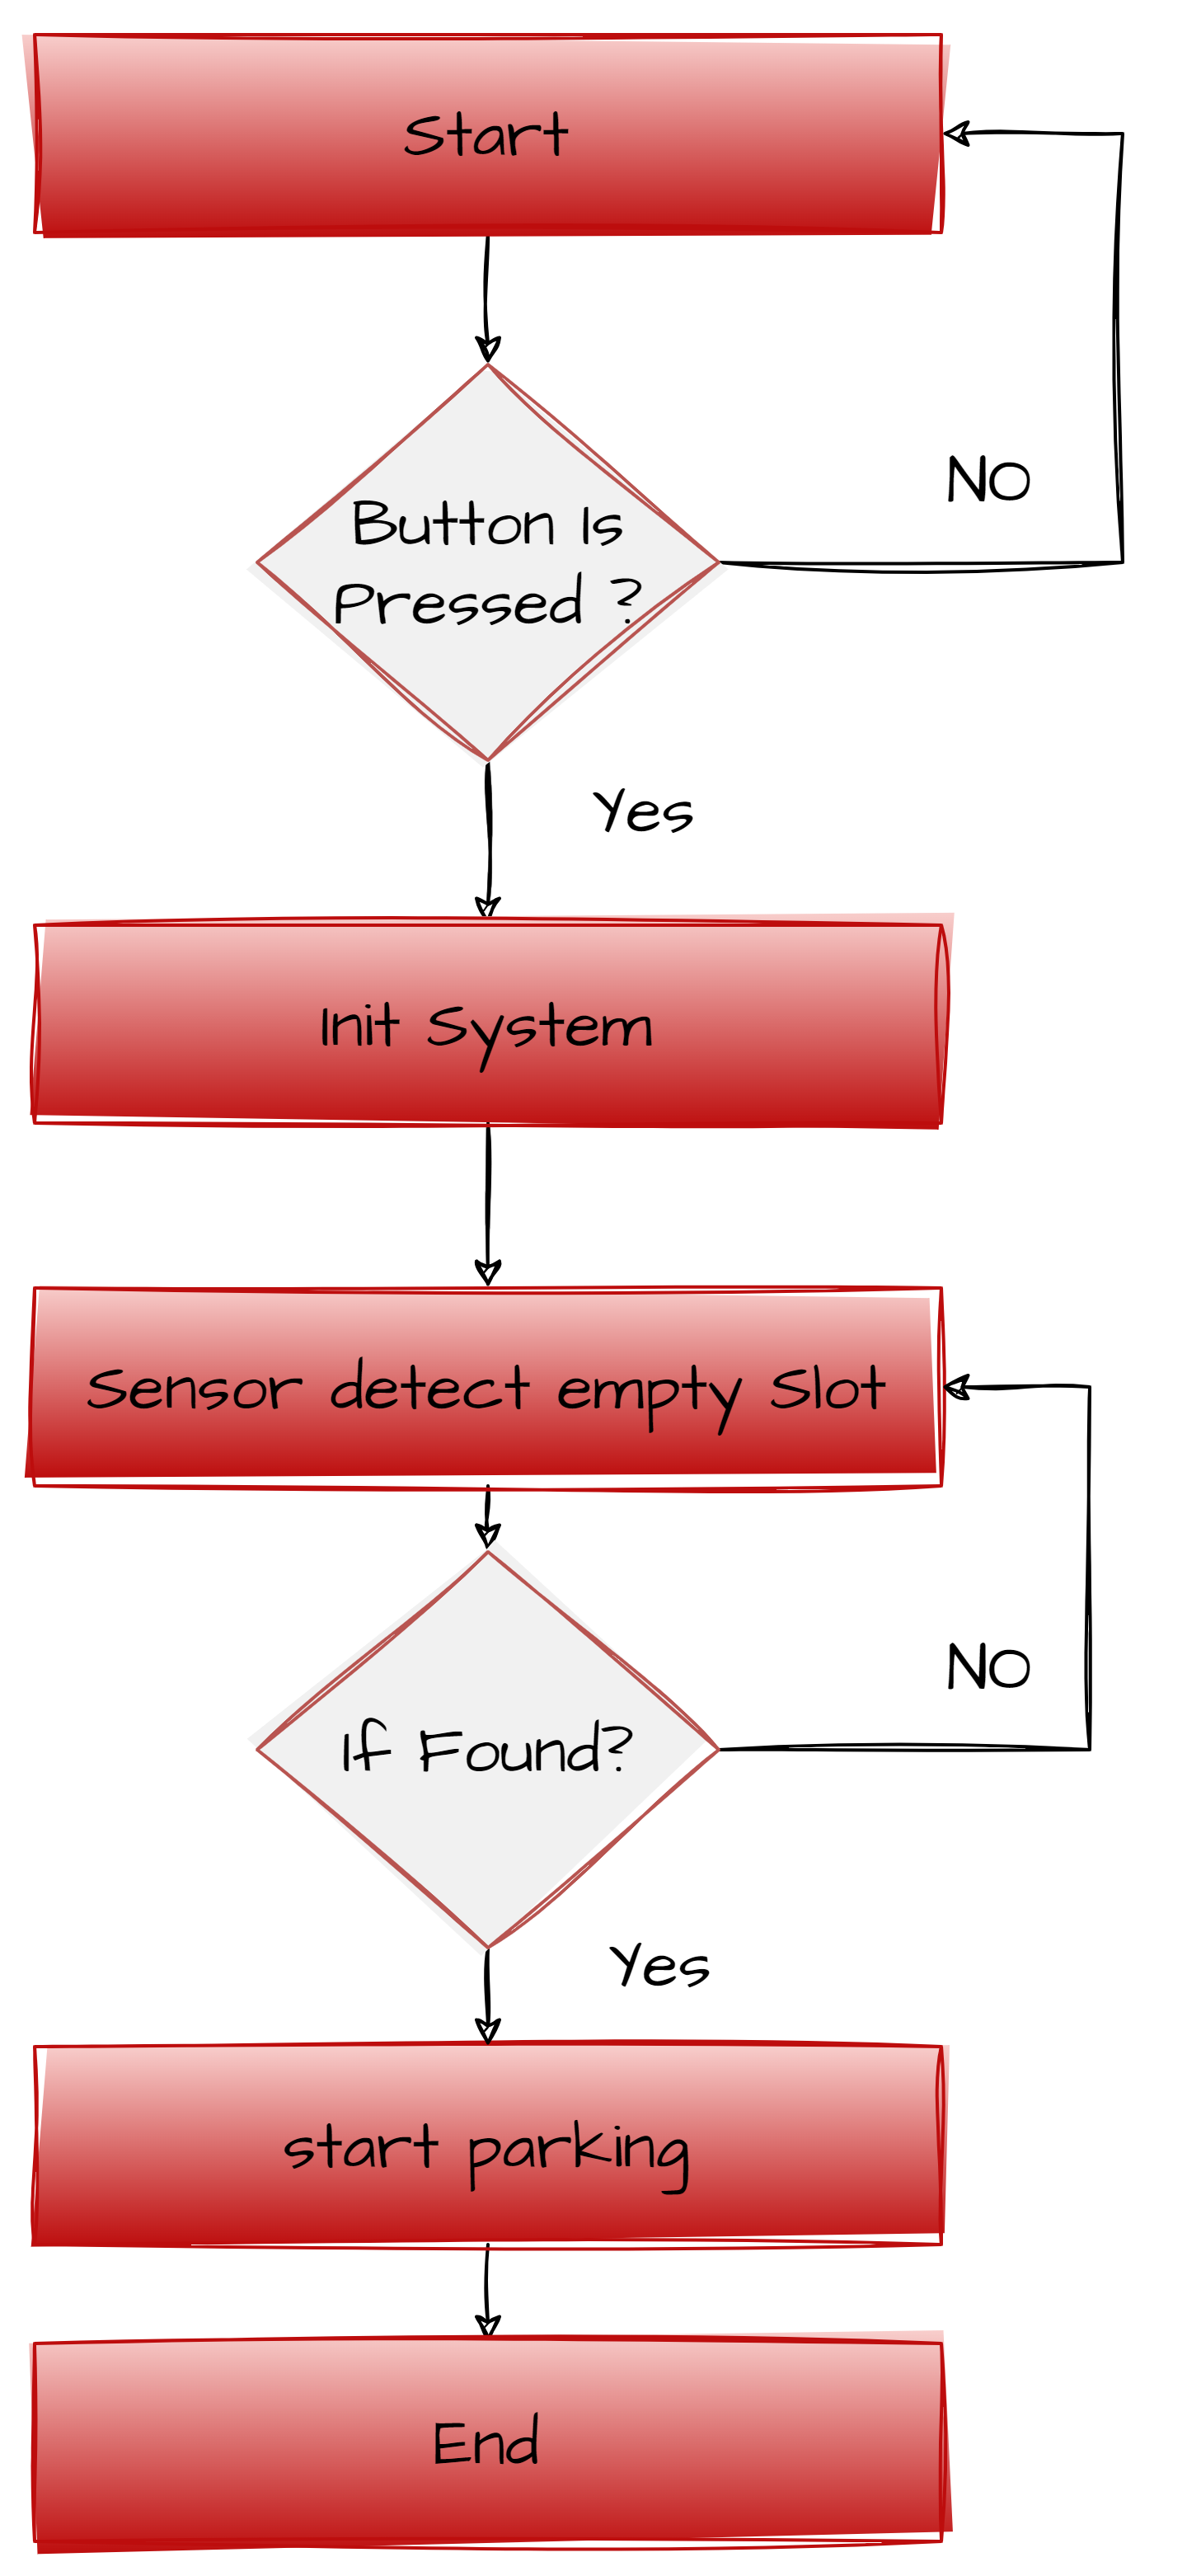 Start
NO
Button Is
Pressed ?
Yes
Init System
Sensor detect empty Slot
NO
If Found?
Yes
start parking
End